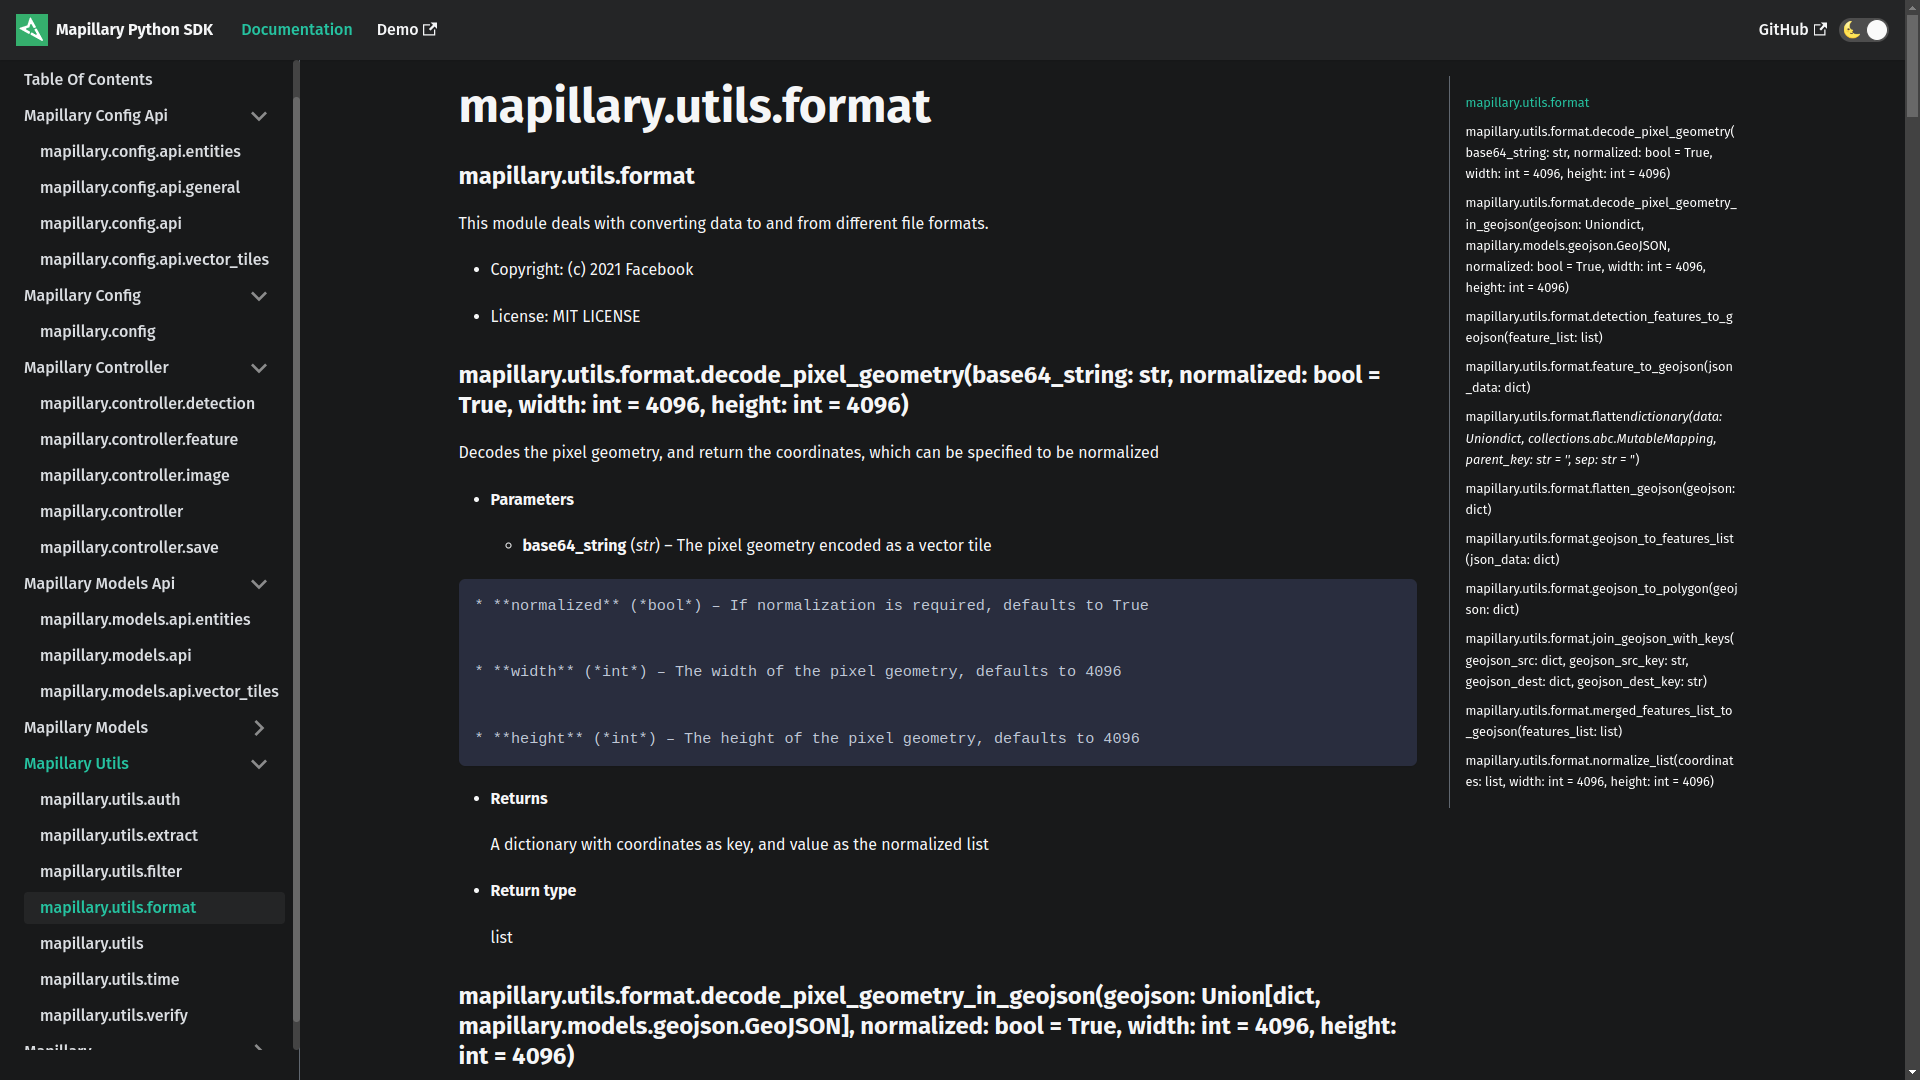 Mapillary Python SDK
Documentation
Demo
GitHub
Table Of Contents
Mapillary Config Api
mapillary.config.api.entities
mapillary.config.api.general
mapillary.config.api
mapillary.config.api.vector_tiles
Mapillary Config
mapillary.config
Mapillary Controller
mapillary.controller.detection
mapillary.controller.feature
mapillary.controller.image
mapillary.controller
mapillary.controller.save
Mapillary Models Api
mapillary.models.api.entities
mapillary.models.api
mapillary.models.api.vector_tiles
Mapillary Models
Mapillary Utils
mapillary.utils.auth
mapillary.utils.extract
mapillary.utils.filter
mapillary.utils.format
mapillary.utils
mapillary.utils.time
mapillary.utils.verify
Mapillary
mapillary.utils.format
mapillary.utils.format
This module deals with converting data to and from different file formats.
• Copyright: (c) 2021 Facebook
• License: MIT LICENSE
mapillary.utils.format.decode_pixel_geometry(base64_string: str, normalized: bool =
True, width: int = 4096, height: int = 4096)
Decodes the pixel geometry, and return the coordinates, which can be specified to be normalized
• Parameters
◦ base64_string (str) – The pixel geometry encoded as a vector tile
* **normalized** (*bool*) – If normalization is required, defaults to True
* **width** (*int*) – The width of the pixel geometry, defaults to 4096
* **height** (*int*) – The height of the pixel geometry, defaults to 4096
• Returns
A dictionary with coordinates as key, and value as the normalized list
• Return type
list
mapillary.utils.format.decode_pixel_geometry_in_geojson(geojson: Union[dict,
mapillary.models.geojson.GeoJSON], normalized: bool = True, width: int = 4096, height:
int = 4096)
mapillary.utils.format
mapillary.utils.format.decode_pixel_geometry(
base64_string: str, normalized: bool = True,
width: int = 4096, height: int = 4096)
mapillary.utils.format.decode_pixel_geometry_
in_geojson(geojson: Uniondict,
mapillary.models.geojson.GeoJSON,
normalized: bool = True, width: int = 4096,
height: int = 4096)
mapillary.utils.format.detection_features_to_g
eojson(feature_list: list)
mapillary.utils.format.feature_to_geojson(json
_data: dict)
mapillary.utils.format.flattendictionary(data:
Uniondict, collections.abc.MutableMapping,
parent_key: str = '', sep: str = '')
mapillary.utils.format.flatten_geojson(geojson:
dict)
mapillary.utils.format.geojson_to_features_list
(json_data: dict)
mapillary.utils.format.geojson_to_polygon(geoj
son: dict)
mapillary.utils.format.join_geojson_with_keys(
geojson_src: dict, geojson_src_key: str,
geojson_dest: dict, geojson_dest_key: str)
mapillary.utils.format.merged_features_list_to
_geojson(features_list: list)
mapillary.utils.format.normalize_list(coordinat
es: list, width: int = 4096, height: int = 4096)